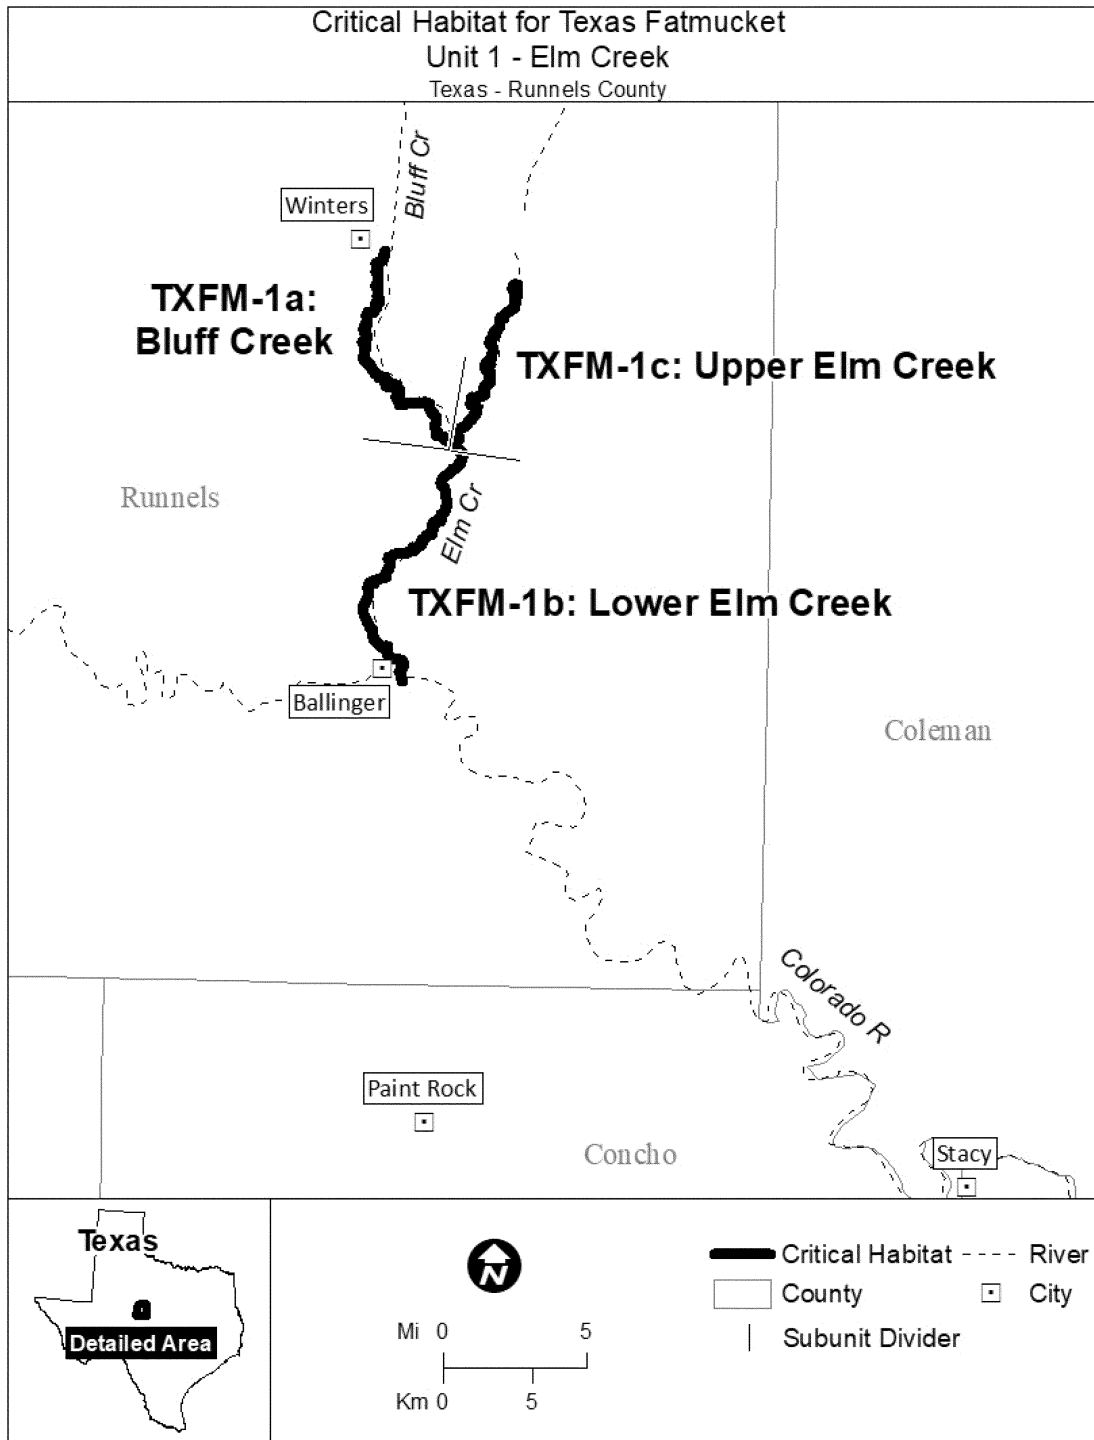 Critical Habitat for Texas Fatmucket
Unit 1 - Elm Creek
Texas - Runnels County
Bluff Cr
Winters
TXFM-1a:
Bluff Creek
TXFM-1c: Upper Elm Creek
Runnels
Elm Cr
TXFM-1b: Lower Elm Creek
Ballinger
Coleman
Colorado R
Paint Rock
Concho
Stacy
Texas
Detailed Area
N
Mi 0 5
Km 0 5
Critical Habitat
River
County
City
Subunit Divider